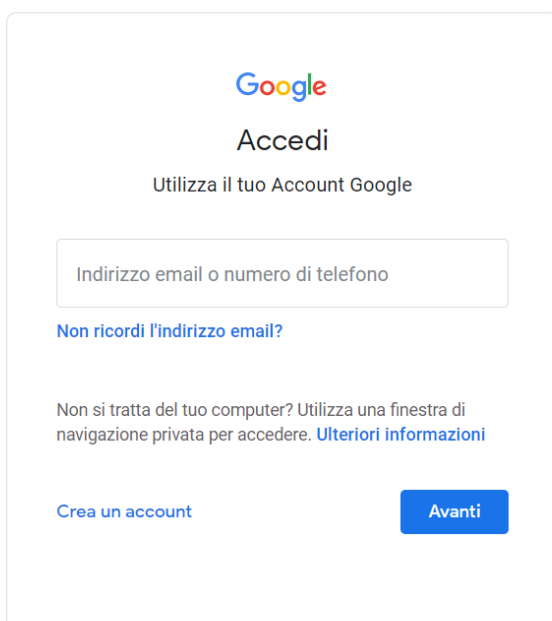 Google
Accedi
Utilizza il tuo Account Google
Indirizzo email o numero di telefono
Non ricordi l'indirizzo email?
Non si tratta del tuo computer? Utilizza una finestra di
navigazione privata per accedere. Ulteriori informazioni
Crea un account
Avanti